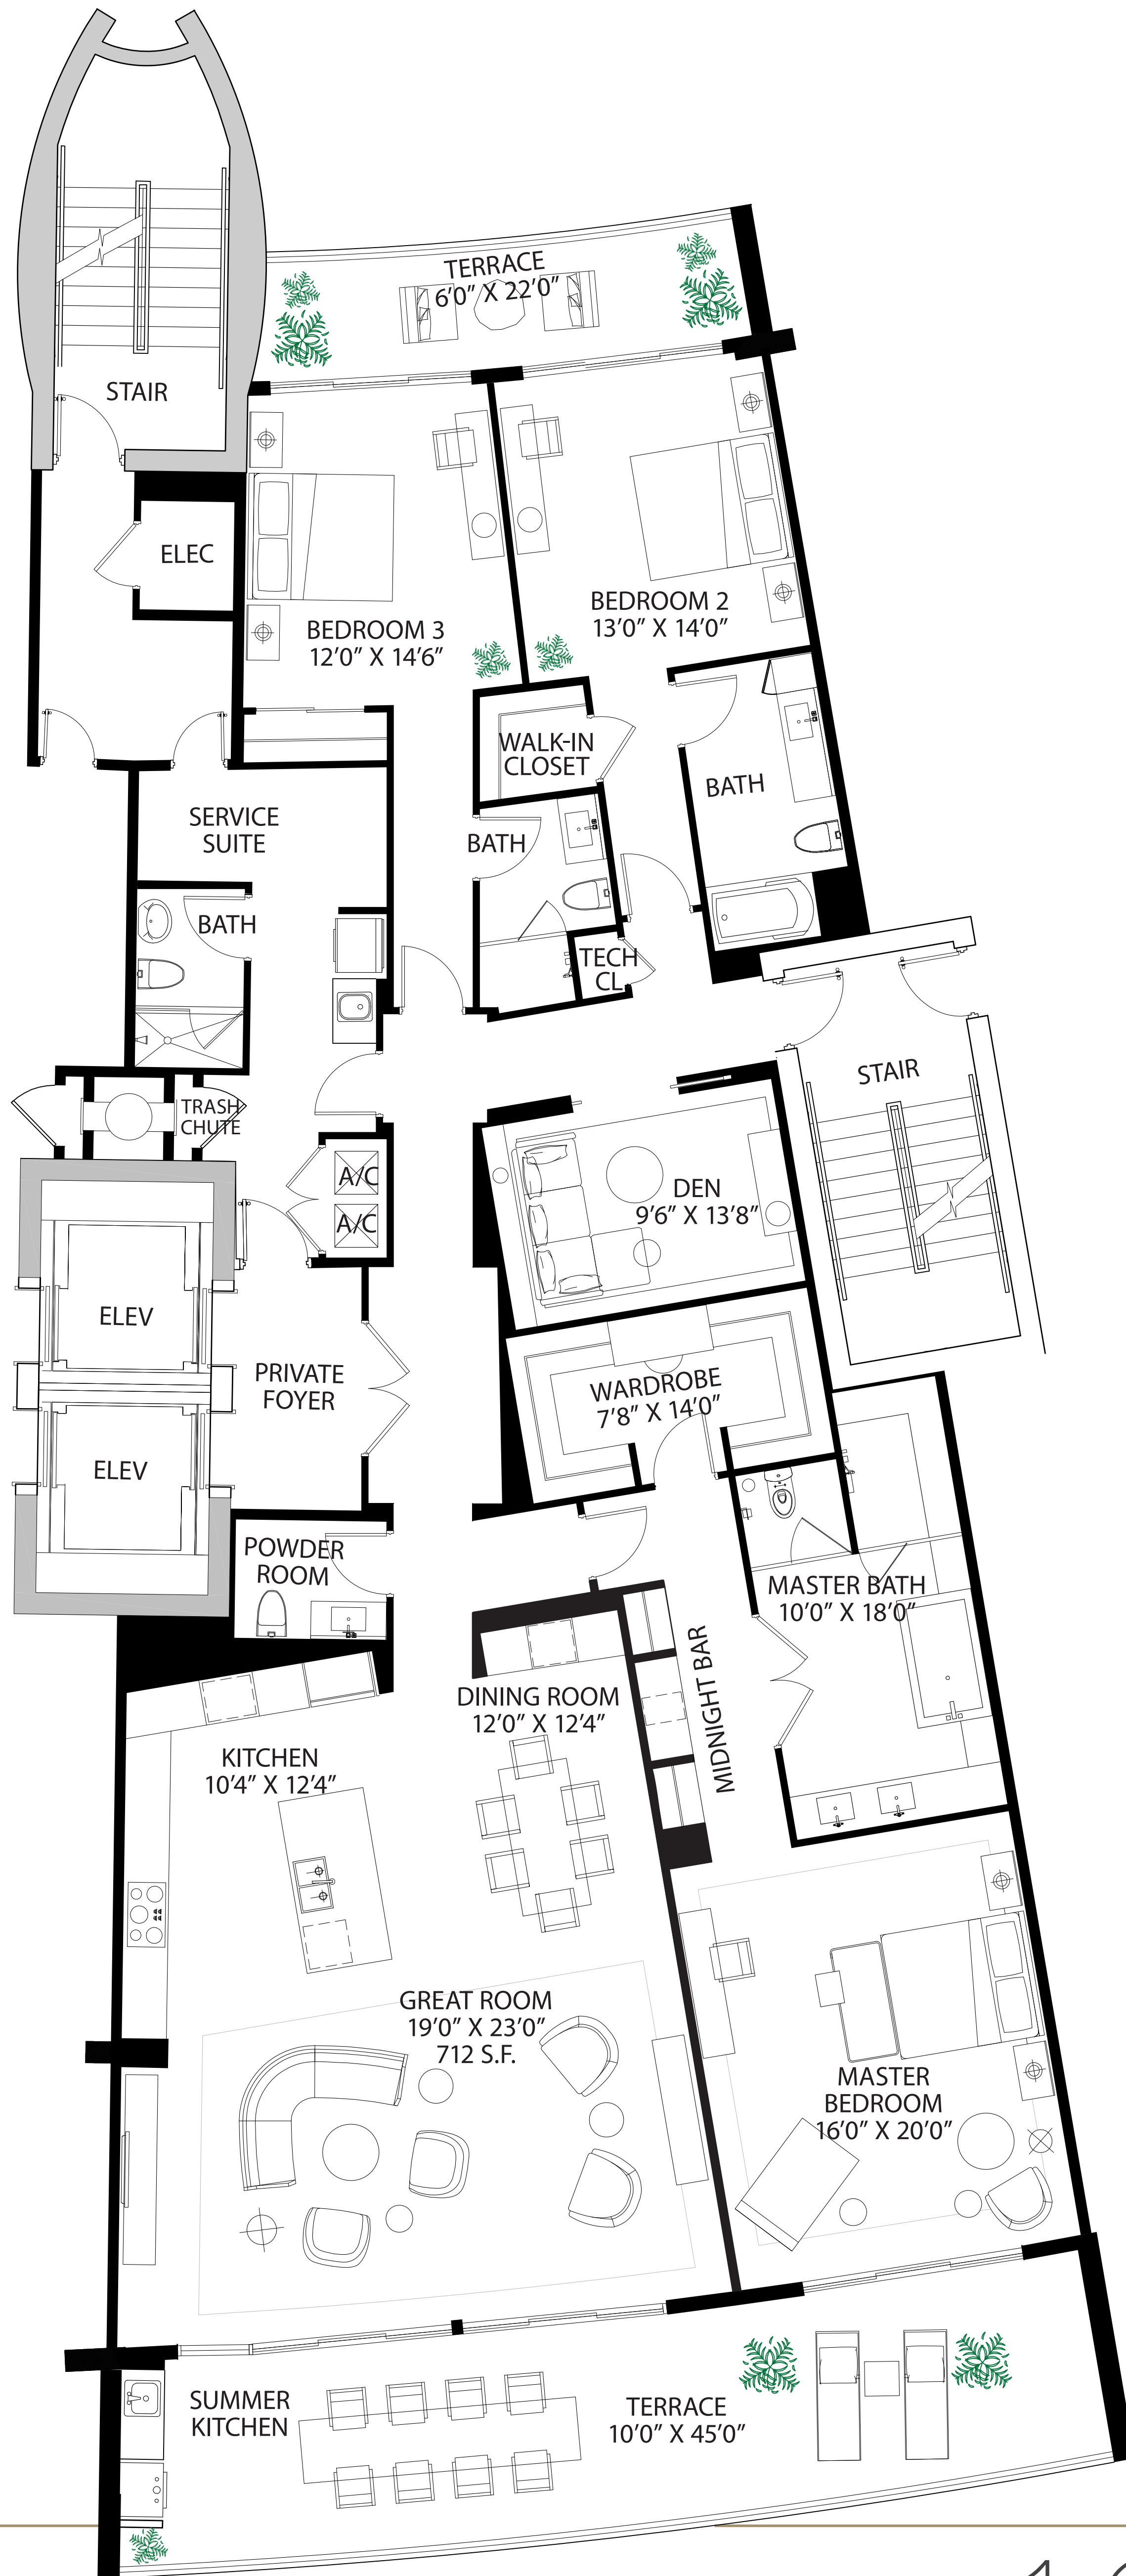 TERRACE
6'0" X 22'0"
STAIR
ELEC
BEDROOM 3
12'0" X 14'6"
BEDROOM 2
13'0" X 14'0"
WALK-IN
CLOSET
BATH
SERVICE
SUITE
BATH
BATH
TECH
CL
STAIR
TRASH
CHUTE
A/C
A/C
DEN
9'6" X 13'8"
ELEV
PRIVATE
FOYER
WARDROBE
7'8" X 14'0"
ELEV
POWDER
ROOM
MASTER BATH
10'0" X 18'0"
MIDNIGHT BAR
DINING ROOM
12'0" X 12'4"
KITCHEN
10'4" X 12'4"
GREAT ROOM
19'0" X 23'0"
712 S.F.
MASTER
BEDROOM
16'0" X 20'0"
SUMMER
KITCHEN
TERRACE
10'0" X 45'0"